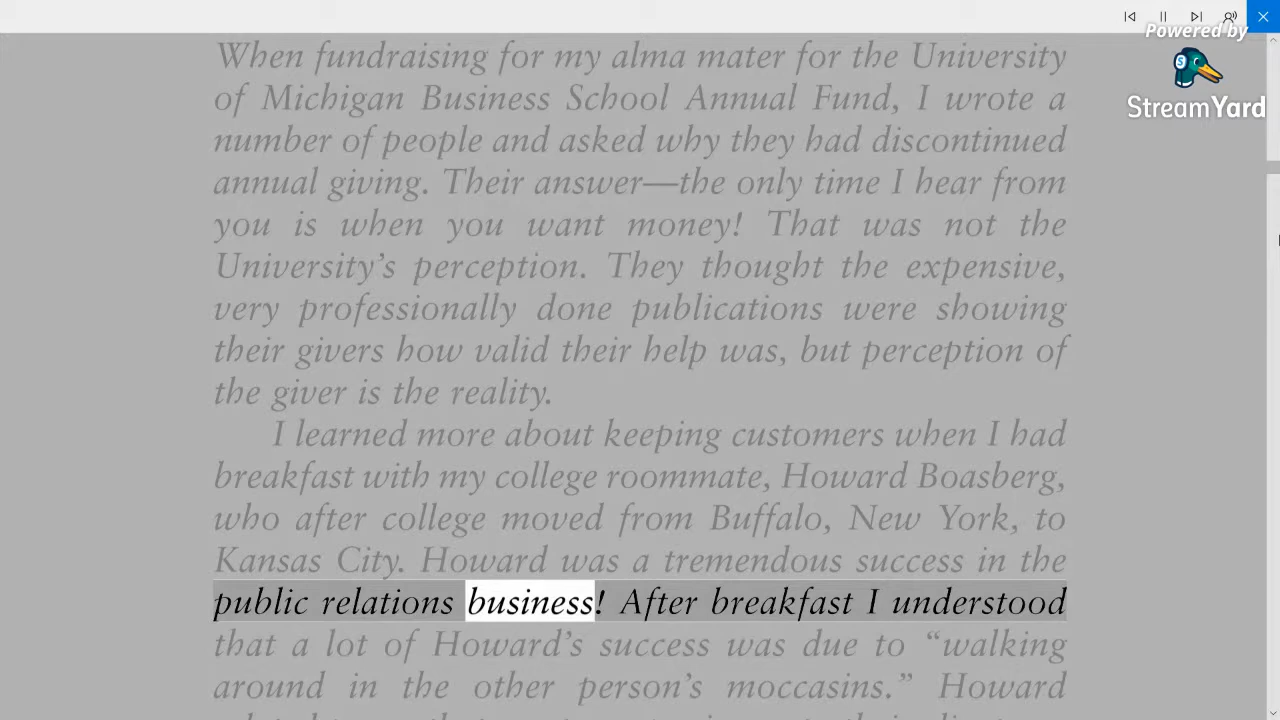 Powered by
StreamYard
When fundraising for my alma mater for the University
of Michigan Business School Annual Fund, I wrote a
number of people and asked why they had discontinued
annual giving. Their answer—the only time I hear from
you is when you want money! That was not the
University’s perception. They thought the expensive,
very professionally done publications were showing
their givers how valid their help was, but perception of
the giver is the reality.
I learned more about keeping customers when I had
breakfast with my college roommate, Howard Boasberg,
who after college moved from Buffalo, New York, to
Kansas City. Howard was a tremendous success in the
public relations business! After breakfast I understood
that a lot of Howard’s success was due to “walking
around in the other person’s moccasins.” Howard